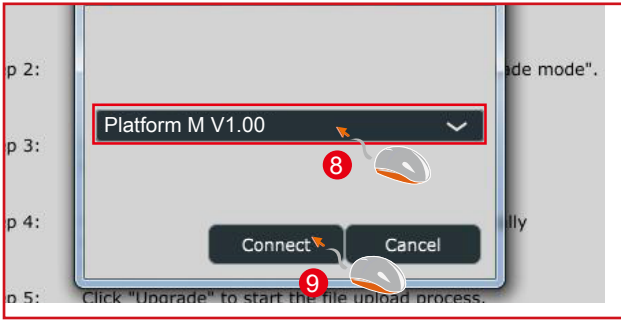 p 2:
ade mode".
Platform M V1.00
8
p 3:
p 4:
lly
Connect
Cancel
9
p 5:
Click "Upgrade" to start the file upload process.